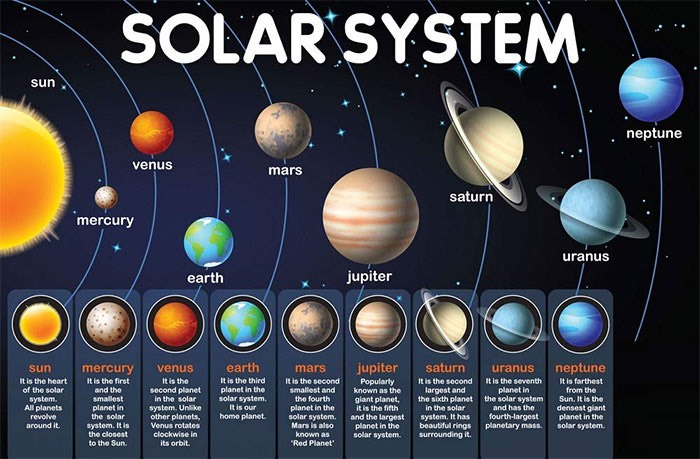 SOLAR SYSTEM
sun
venus
mars
neptune
mercury
saturn
earth
jupiter
uranus
sun
It is the heart
of the solar
system.
All planets
revolve
around it.
mercury
It is the first
and the
smallest
planet in
the solar
system. It is
the closest
to the Sun.
venus
It is the
second planet
in the solar
system. Unlike
other planets,
Venus rotates
clockwise in
its orbit.
earth
It is the third
planet in the
solar system.
It is our
home planet.
mars
It is the second
smallest and
the fourth
planet in the
solar system.
Mars is also
known as
'Red Planet'
jupiter
Popularly
known as the
giant planet,
it is the fifth
and the largest
planet in the
solar system.
saturn
It is the second
largest and
the sixth planet
in the solar
system. It has
beautiful rings
surrounding it.
uranus
It is the seventh
planet in
the solar system
and has the
fourth-largest
planetary mass.
neptune
It is farthest
from the
Sun. It is the
densest giant
planet in the
solar system.